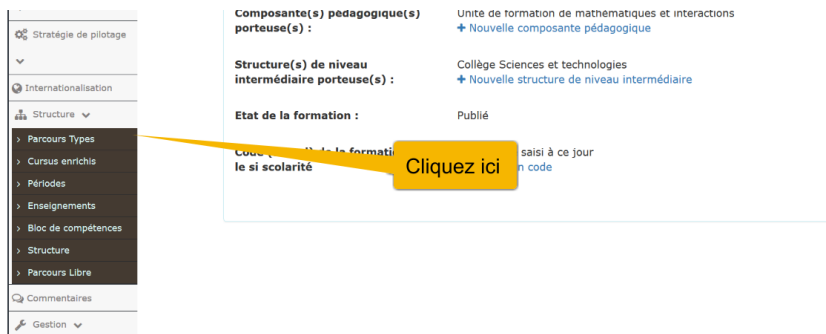 Stratégie de pilotage
Internationalisation
Structure
Parcours Types
Cursus enrichis
Périodes
Enseignements
Bloc de compétences
Structure
Parcours Libre
Commentaires
Gestion
Composante(s) pédagogique(s) Unité de formation de mathématiques et interactions
porteuse(s) : + Nouvelle composante pédagogique
Structure(s) de niveau Collège Sciences et technologies
intermédiaire porteuse(s) : + Nouvelle structure de niveau intermédiaire
Etat de la formation : Publié
de la saisi à ce jour
le si scolarité code
Cliquez ici